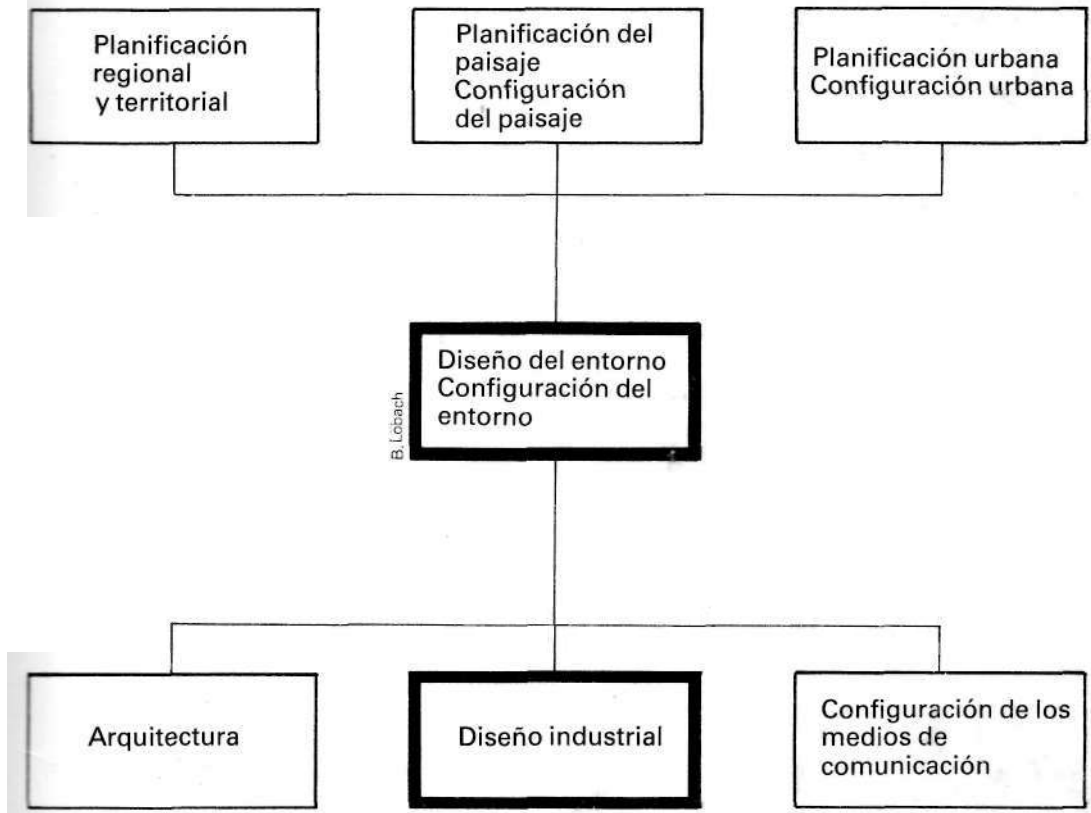 Planificación
regional
y territorial
Planificación del
paisaje
Configuración
del paisaje
Planificación urbana
Configuración urbana
Diseño del entorno
Configuración del
entorno
B. Löbach
Arquitectura
Diseño industrial
Configuración de los
medios de
comunicación